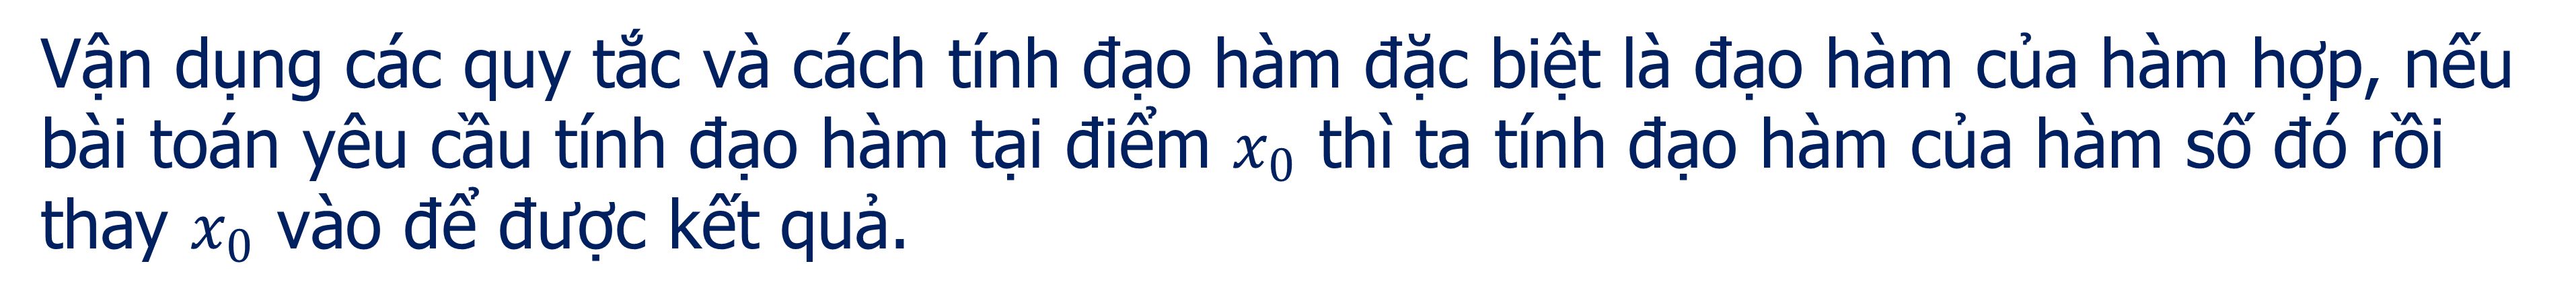 Vận dụng các quy tắc và cách tính đạo hàm đặc biệt là đạo hàm của hàm hợp, nếu
bài toán yêu cầu tính đạo hàm tại điểm x₀ thì ta tính đạo hàm của hàm số đó rồi
thay x₀ vào để được kết quả.